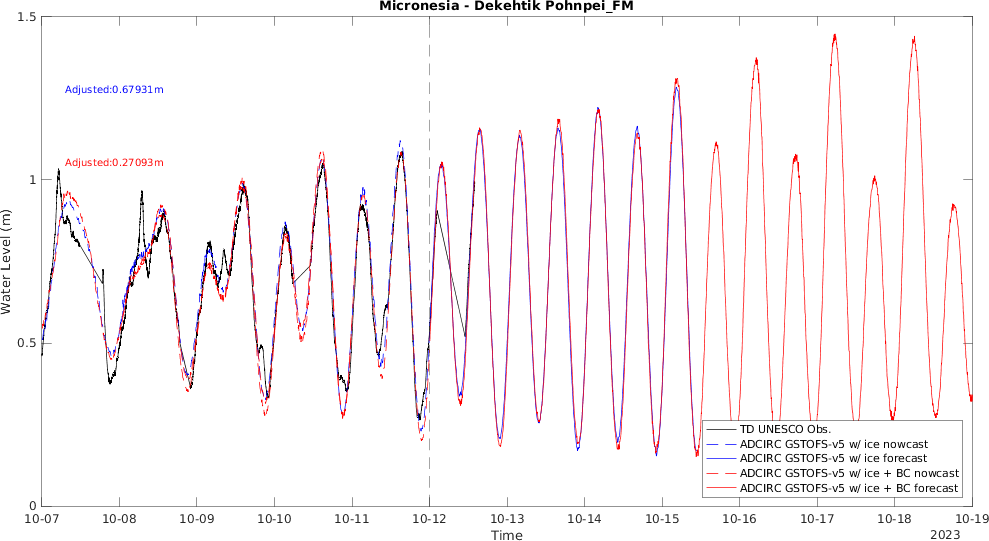 Micronesia - Dekehtik Pohnpei_FM
1.5
1
0.5
0
Water Level (m)
Adjusted:0.67931m
Adjusted:0.27093m
TD UNESCO Obs.
ADCIRC GSTOFS-v5 w/ ice nowcast
ADCIRC GSTOFS-v5 w/ ice forecast
ADCIRC GSTOFS-v5 w/ ice + BC nowcast
ADCIRC GSTOFS-v5 w/ ice + BC forecast
10-07 10-08 10-09 10-10 10-11 10-12 10-13 10-14 10-15 10-16 10-17 10-18 10-19
Time
2023